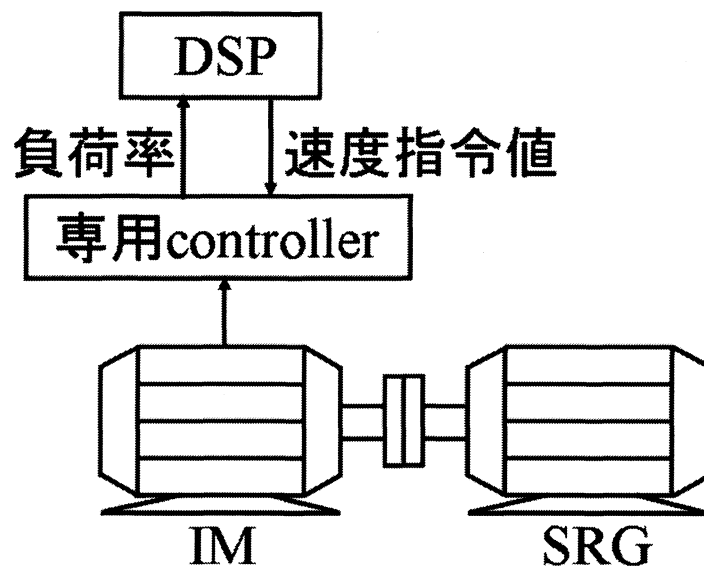 DSP
負荷率
速度指令値
専用controller
IM
SRG